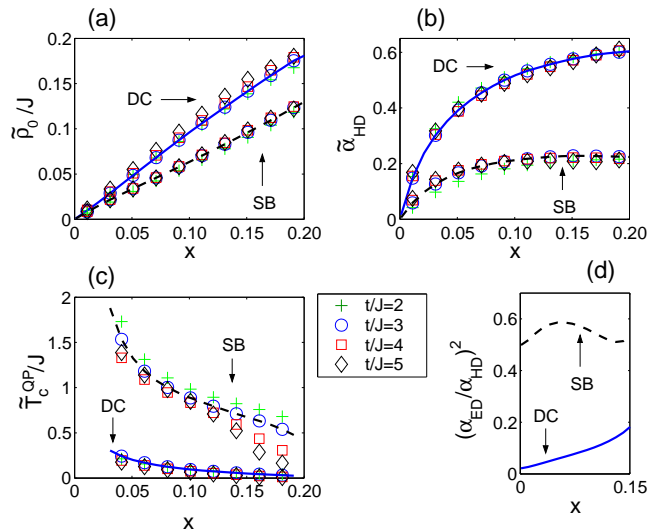 (a)
0.2
0.15
0.1
0.05
0
0 0.05 0.10 0.15 0.20
x
ρ̃₀/J
DC
SB
(b)
0.6
0.4
0.2
0
0 0.05 0.10 0.15 0.20
x
α̃HD
DC
SB
(c)
2
1.5
1
0.5
0
0 0.05 0.10 0.15 0.20
x
T̃cQP/J
SB
DC
t/J=2
t/J=3
t/J=4
t/J=5
(d)
0.6
0.4
0.2
0
0 0.15
x
(αED/αHD)²
SB
DC